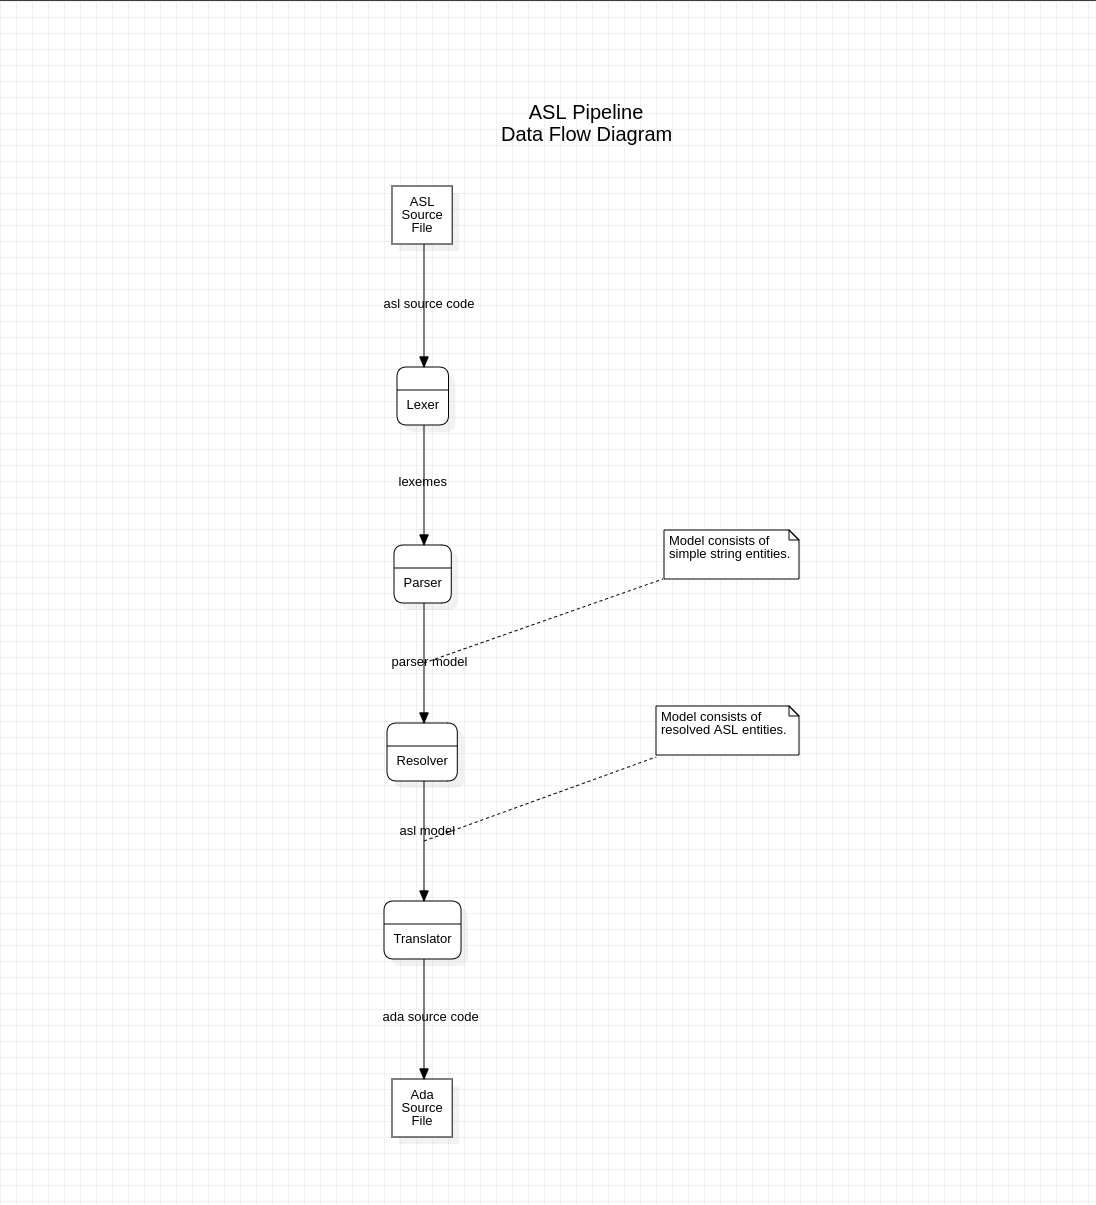 ASL Pipeline
Data Flow Diagram
ASL
Source
File
asl source code
Lexer
lexemes
Model consists of
simple string entities.
Parser
parser model
Model consists of
resolved ASL entities.
Resolver
asl model
Translator
ada source code
Ada
Source
File